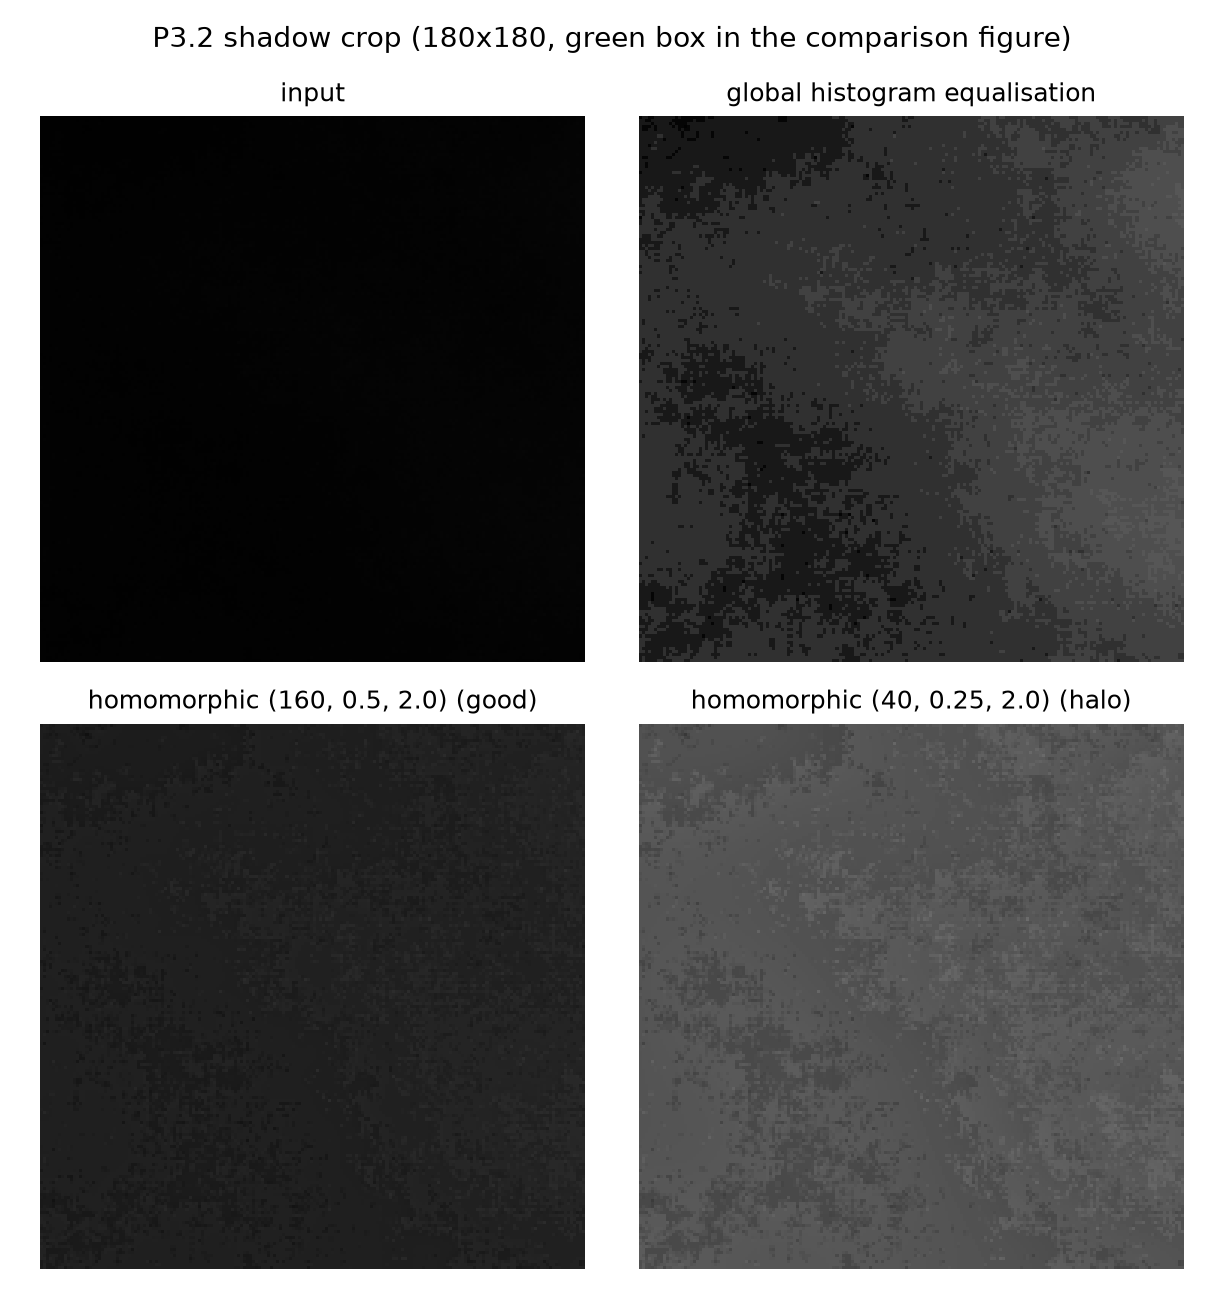 P3.2 shadow crop (180x180, green box in the comparison figure)
input
global histogram equalisation
homomorphic (160, 0.5, 2.0) (good)
homomorphic (40, 0.25, 2.0) (halo)